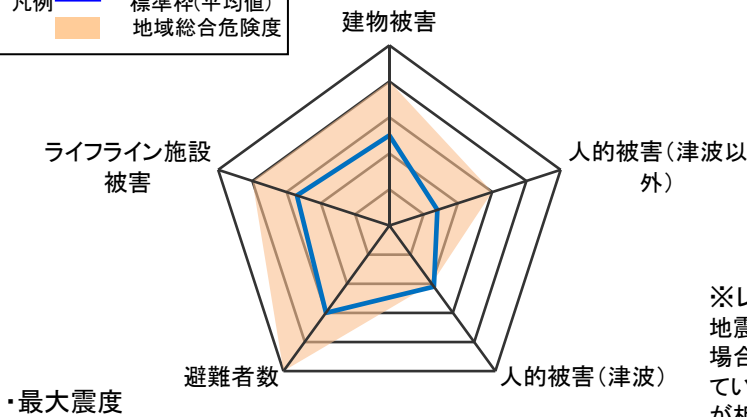 凡例 標準枠(平均値)
地域総合危険度
建物被害
ライフライン施設
被害
人的被害(津波以
外)
避難者数
人的被害(津波)
・最大震度
※レ
地震
場合
てい